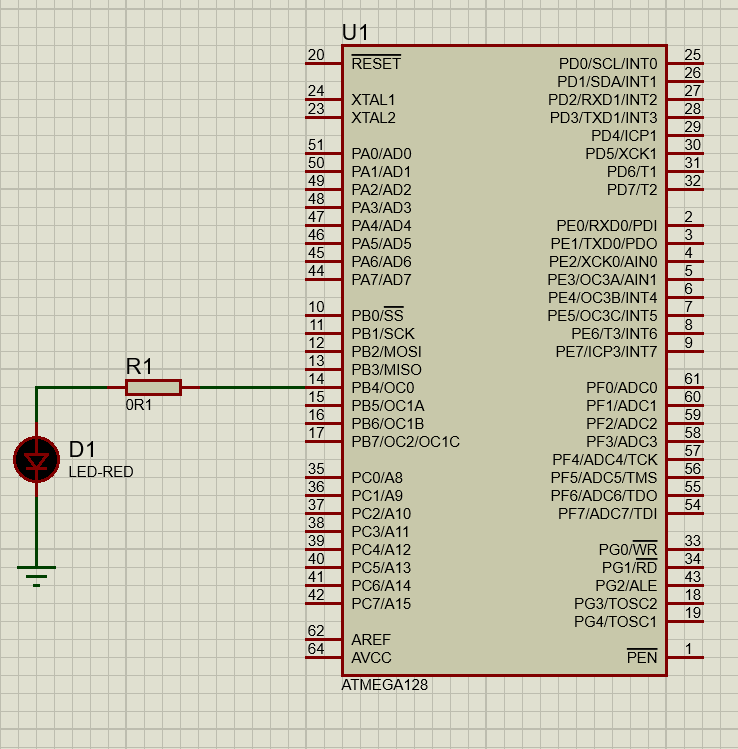 U1
20 RESET
24 XTAL1
23 XTAL2
51 PA0/AD0
50 PA1/AD1
49 PA2/AD2
48 PA3/AD3
47 PA4/AD4
46 PA5/AD5
45 PA6/AD6
44 PA7/AD7
10 PB0/SS
11 PB1/SCK
12 PB2/MOSI
13 PB3/MISO
14 PB4/OC0
15 PB5/OC1A
16 PB6/OC1B
17 PB7/OC2/OC1C
35 PC0/A8
36 PC1/A9
37 PC2/A10
38 PC3/A11
39 PC4/A12
40 PC5/A13
41 PC6/A14
42 PC7/A15
62 AREF
64 AVCC
PD0/SCL/INT0 25
PD1/SDA/INT1 26
PD2/RXD1/INT2 27
PD3/TXD1/INT3 28
PD4/ICP1 29
PD5/XCK1 30
PD6/T1 31
PD7/T2 32
PE0/RXD0/PDI 2
PE1/TXD0/PDO 3
PE2/XCK0/AIN0 4
PE3/OC3A/AIN1 5
PE4/OC3B/INT4 6
PE5/OC3C/INT5 7
PE6/T3/INT6 8
PE7/ICP3/INT7 9
PF0/ADC0 61
PF1/ADC1 60
PF2/ADC2 59
PF3/ADC3 58
PF4/ADC4/TCK 57
PF5/ADC5/TMS 56
PF6/ADC6/TDO 55
PF7/ADC7/TDI 54
PG0/WR 33
PG1/RD 34
PG2/ALE 43
PG3/TOSC2 18
PG4/TOSC1 19
PEN 1
ATMEGA128
R1
0R1
D1
LED-RED